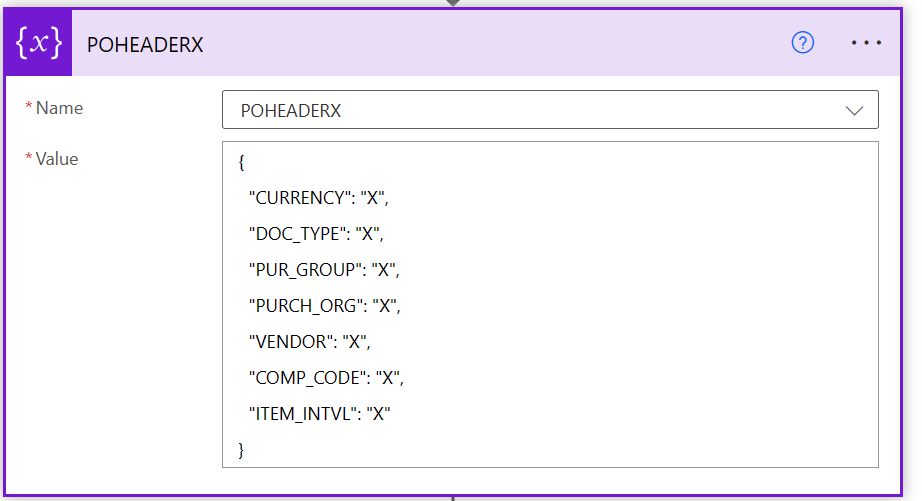 {x} POHEADERX ? ...
*Name POHEADERX
*Value {
"CURRENCY": "X",
"DOC_TYPE": "X",
"PUR_GROUP": "X",
"PURCH_ORG": "X",
"VENDOR": "X",
"COMP_CODE": "X",
"ITEM_INTVL": "X"
}